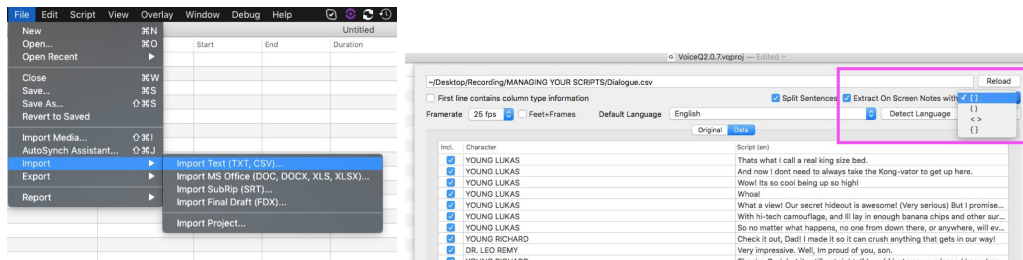 File Edit Script View Overlay Window Debug Help
Untitled
Start End Duration
New ⌘N
Open... ⌘O
Open Recent ▶
Close ⌘W
Save... ⌘S
Save As... ⇧⌘S
Revert to Saved
Import Media... ⇧⌘I
AutoSynch Assistant... ⇧⌘J
Import ▶
Export ▶
Report ▶
Import Text (TXT, CSV)...
Import MS Office (DOC, DOCX, XLS, XLSX)...
Import SubRip (SRT)...
Import Final Draft (FDX)...
Import Project...
VoiceQ2.0.7.vqproj — Edited
~/Desktop/Recording/MANAGING YOUR SCRIPTS/Dialogue.csv Reload
First line contains column type information Split Sentences Extract On Screen Notes with ✓ [ ]
( )
< >
{ }
Framerate 25 fps Feet+Frames Default Language English Detect Language
Original Data
Incl. Character Script (en)
YOUNG LUKAS Thats what I call a real king size bed.
YOUNG LUKAS And now I dont need to always take the Kong-vator to get up here.
YOUNG LUKAS Wow! Its so cool being up so high!
YOUNG LUKAS Whoa!
YOUNG LUKAS What a view! Our secret hideout is awesome! (Very serious) But I promise...
YOUNG LUKAS With hi-tech camouflage, and Ill lay in enough banana chips and other sur...
YOUNG LUKAS So no matter what happens, no one from down there, or anywhere, will ev...
YOUNG RICHARD Check it out, Dad! I made it so it can crush anything that gets in our way!
DR. LEO REMY Very impressive. Well, Im proud of you, son.
YOUNG RICHARD